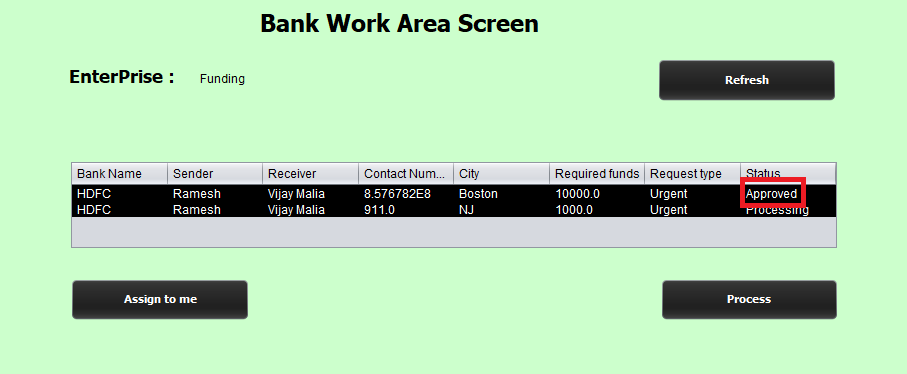 Bank Work Area Screen
EnterPrise : Funding
Refresh
Bank Name Sender Receiver Contact Num... City Required funds Request type Status
HDFC Ramesh Vijay Malia 8.576782E8 Boston 10000.0 Urgent Approved
HDFC Ramesh Vijay Malia 911.0 NJ 1000.0 Urgent Processing
Assign to me Process